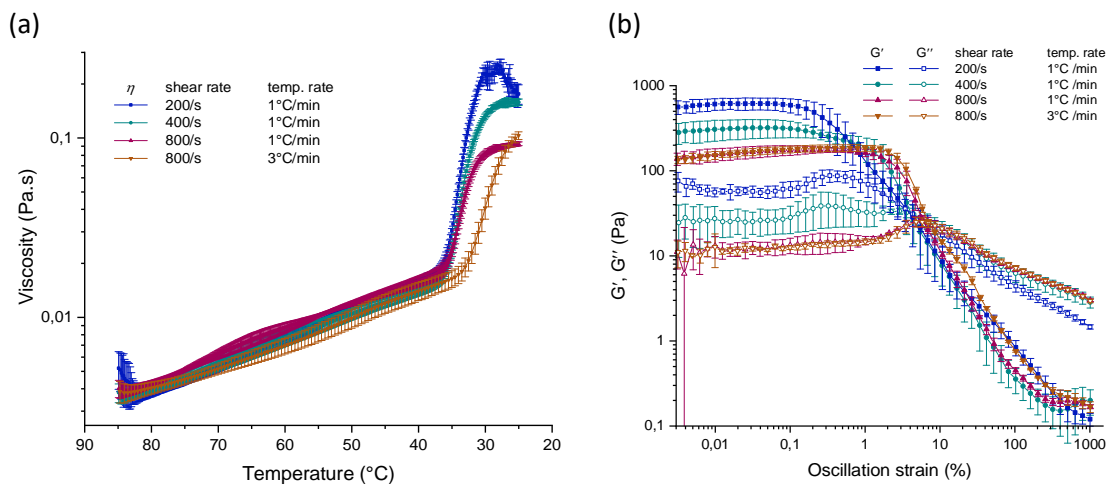 (a)
η shear rate temp. rate
200/s 1°C/min
400/s 1°C/min
800/s 1°C/min
800/s 3°C/min
Viscosity (Pa.s)
0,1
0,01
90 80 70 60 50 40 30 20
Temperature (°C)
(b)
G' G'' shear rate temp. rate
200/s 1°C /min
400/s 1°C /min
800/s 1°C /min
800/s 3°C /min
G', G'' (Pa)
1000
100
10
1
0,1
0,01 0,1 1 10 100 1000
Oscillation strain (%)